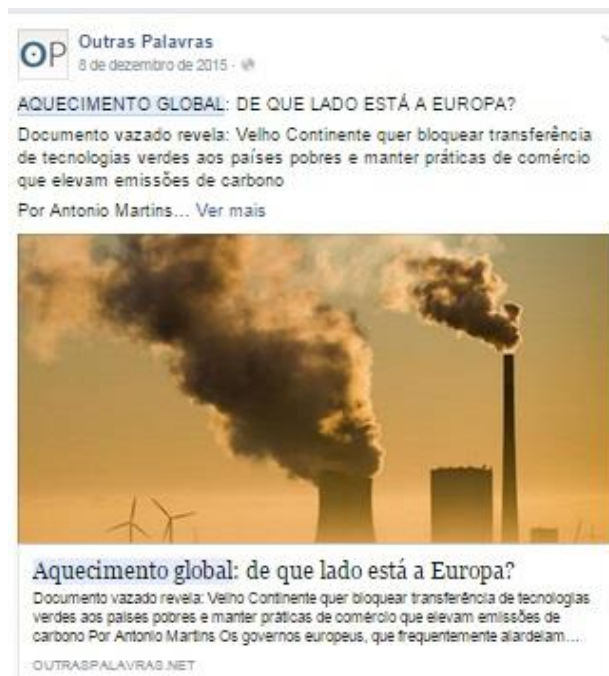 OP Outras Palavras
8 de dezembro de 2015 ·
AQUECIMENTO GLOBAL: DE QUE LADO ESTÁ A EUROPA?
Documento vazado revela: Velho Continente quer bloquear transferência
de tecnologias verdes aos países pobres e manter práticas de comércio
que elevam emissões de carbono
Por Antonio Martins... Ver mais
Aquecimento global: de que lado está a Europa?
Documento vazado revela: Velho Continente quer bloquear transferência de tecnologias
verdes aos países pobres e manter práticas de comércio que elevam emissões de
carbono Por Antonio Martins Os governos europeus, que frequentemente alardeiam...
OUTRASPALAVRAS.NET